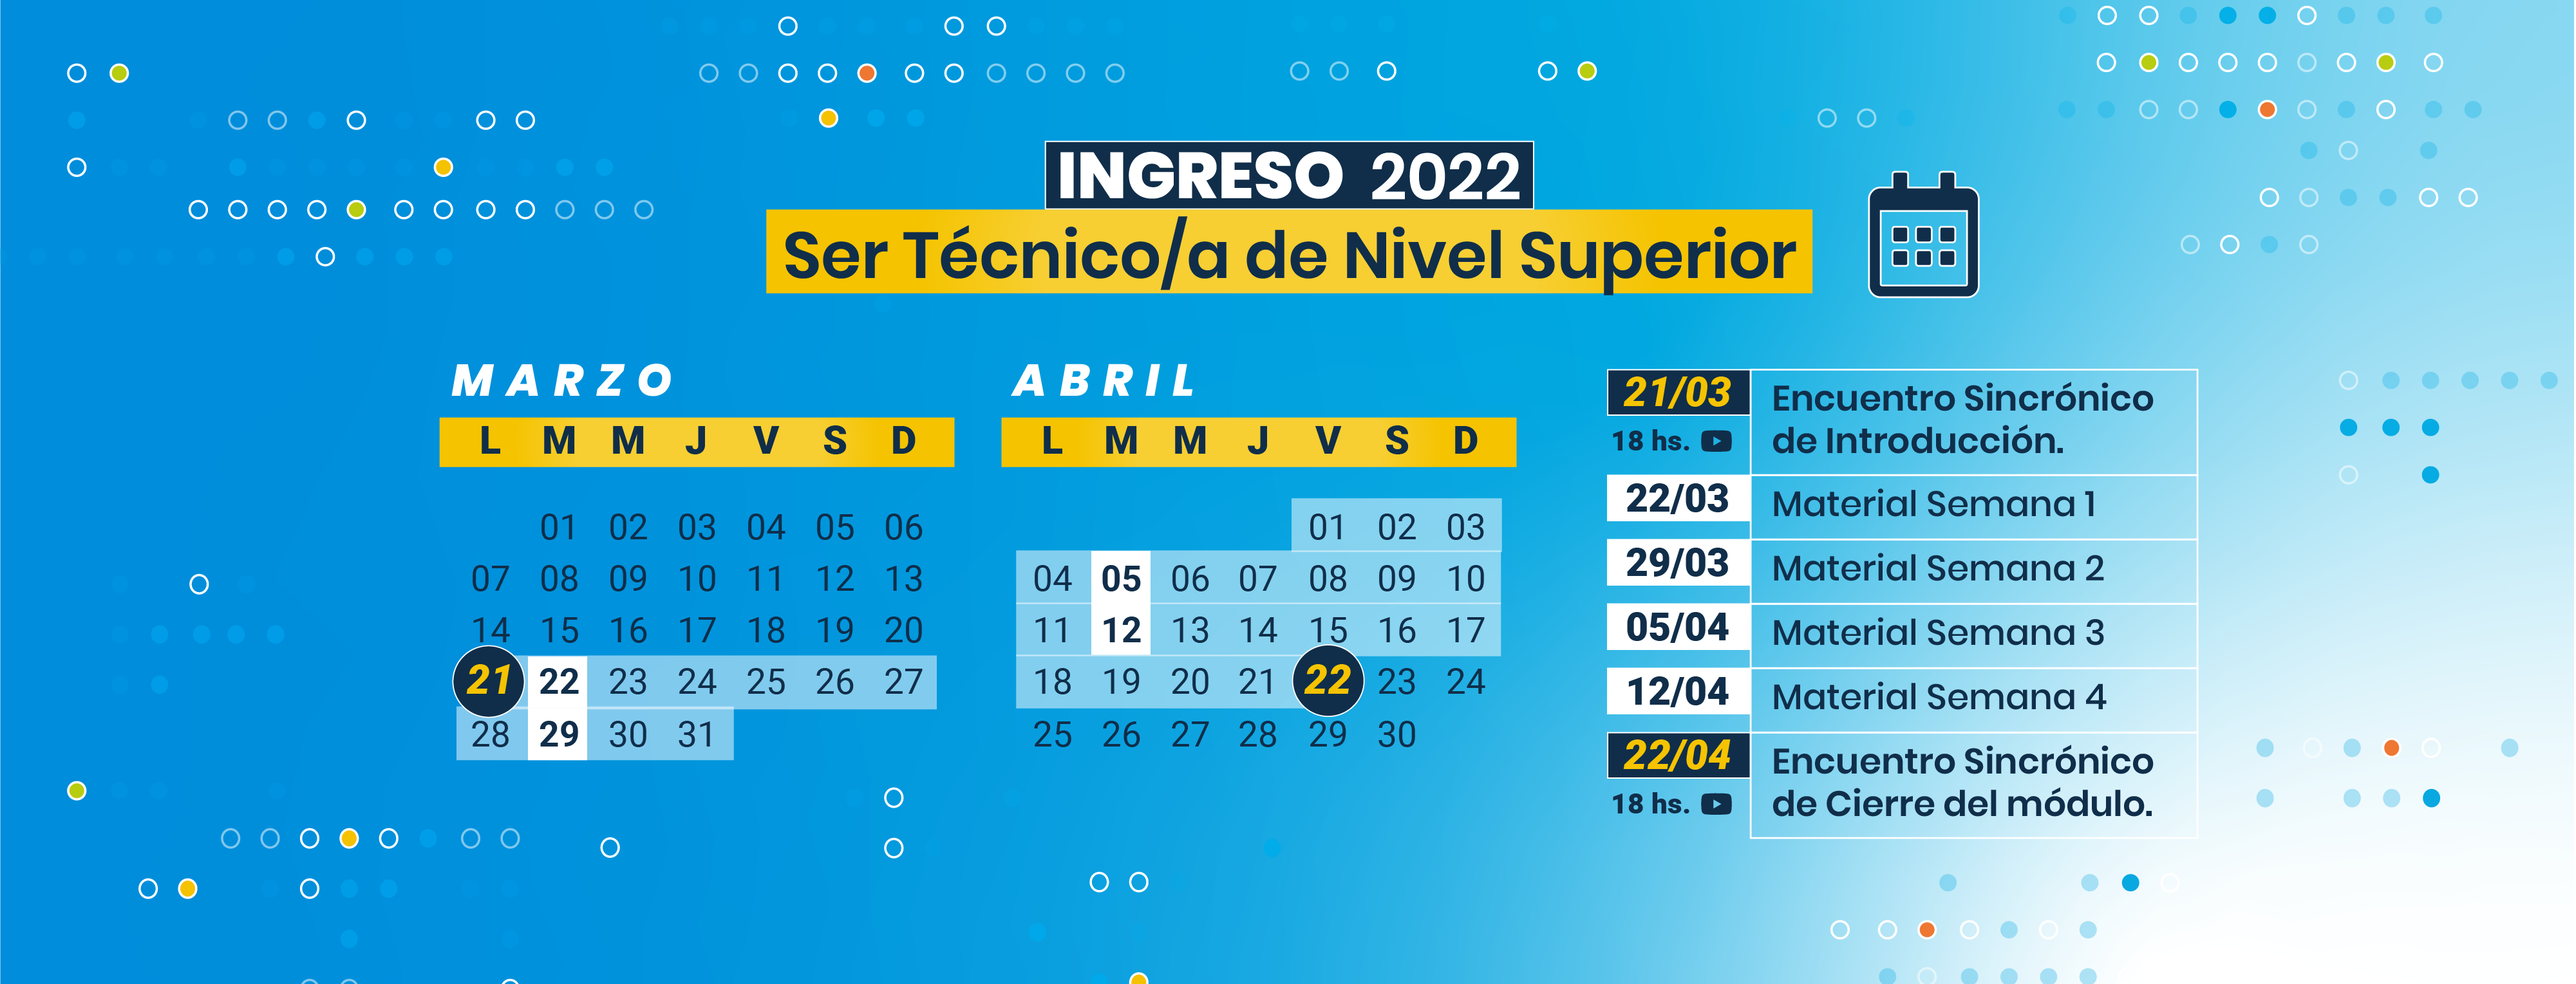 INGRESO 2022
Ser Técnico/a de Nivel Superior
MARZO
L M M J V S D
01 02 03 04 05 06
07 08 09 10 11 12 13
14 15 16 17 18 19 20
21 22 23 24 25 26 27
28 29 30 31
ABRIL
L M M J V S D
01 02 03
04 05 06 07 08 09 10
11 12 13 14 15 16 17
18 19 20 21 22 23 24
25 26 27 28 29 30
21/03 Encuentro Sincrónico
18 hs. de Introducción.
22/03 Material Semana 1
29/03 Material Semana 2
05/04 Material Semana 3
12/04 Material Semana 4
22/04 Encuentro Sincrónico
18 hs. de Cierre del módulo.